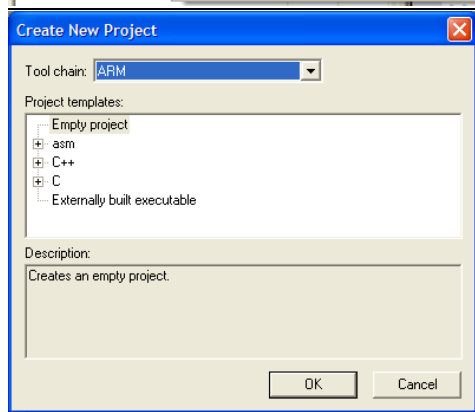 Create New Project
Tool chain: ARM
Project templates:
Empty project
asm
C++
C
Externally built executable
Description:
Creates an empty project.
OK Cancel